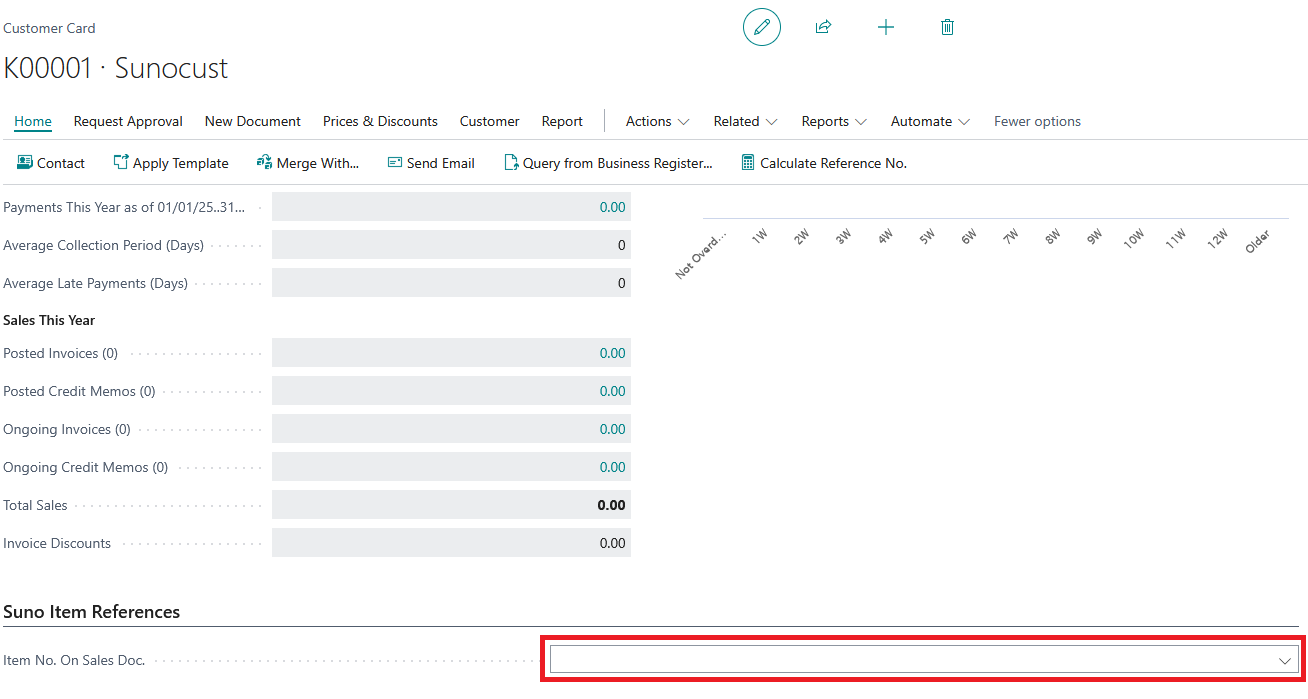 Customer Card
K00001 · Sunocust
Home Request Approval New Document Prices & Discounts Customer Report Actions Related Reports Automate Fewer options
Contact Apply Template Merge With... Send Email Query from Business Register... Calculate Reference No.
Payments This Year as of 01/01/25..31... 0.00
Average Collection Period (Days) 0
Average Late Payments (Days) 0
Not Overd... 1W 2W 3W 4W 5W 6W 7W 8W 9W 10W 11W 12W Older
Sales This Year
Posted Invoices (0) 0.00
Posted Credit Memos (0) 0.00
Ongoing Invoices (0) 0.00
Ongoing Credit Memos (0) 0.00
Total Sales 0.00
Invoice Discounts 0.00
Suno Item References
Item No. On Sales Doc.